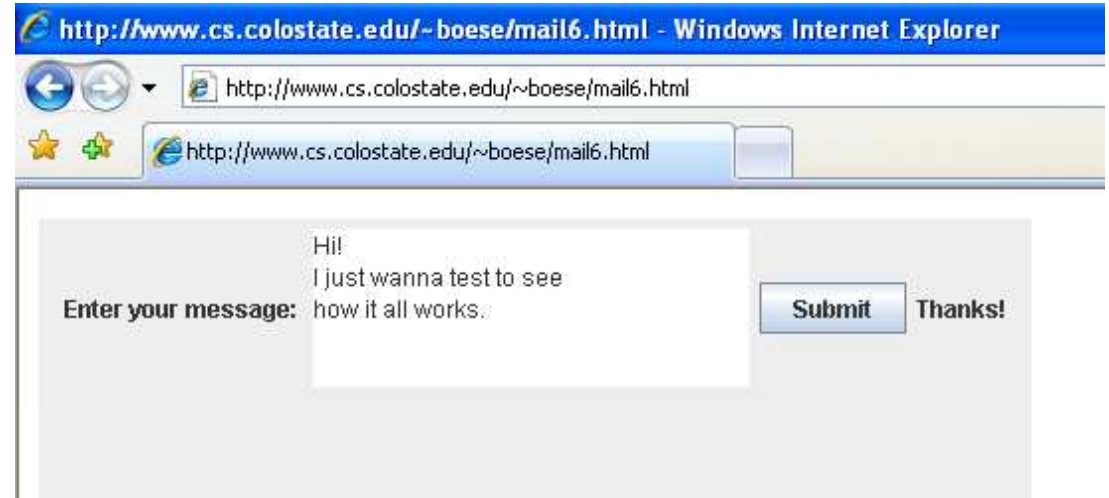 http://www.cs.colostate.edu/~boese/mail6.html - Windows Internet Explorer
http://www.cs.colostate.edu/~boese/mail6.html
http://www.cs.colostate.edu/~boese/mail6.html
Enter your message:
Hi!
I just wanna test to see
how it all works.
Submit
Thanks!